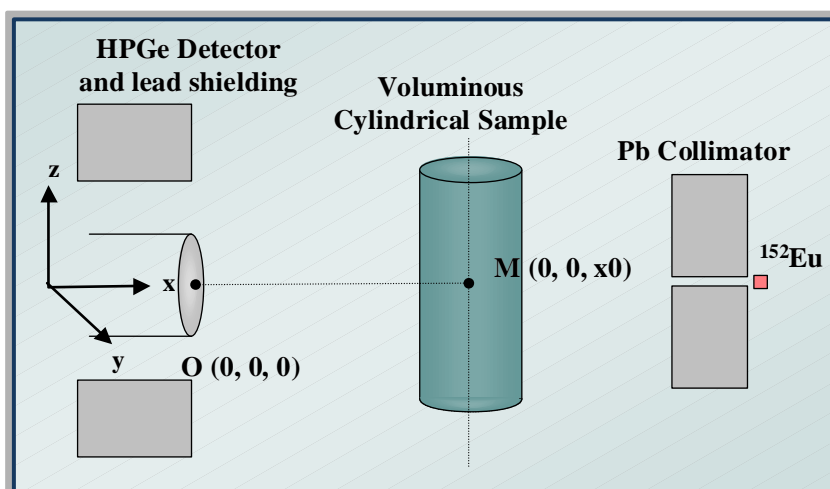 HPGe Detector
and lead shielding
Voluminous
Cylindrical Sample
Pb Collimator
z
x
y
O (0, 0, 0)
M (0, 0, x0)
¹⁵²Eu